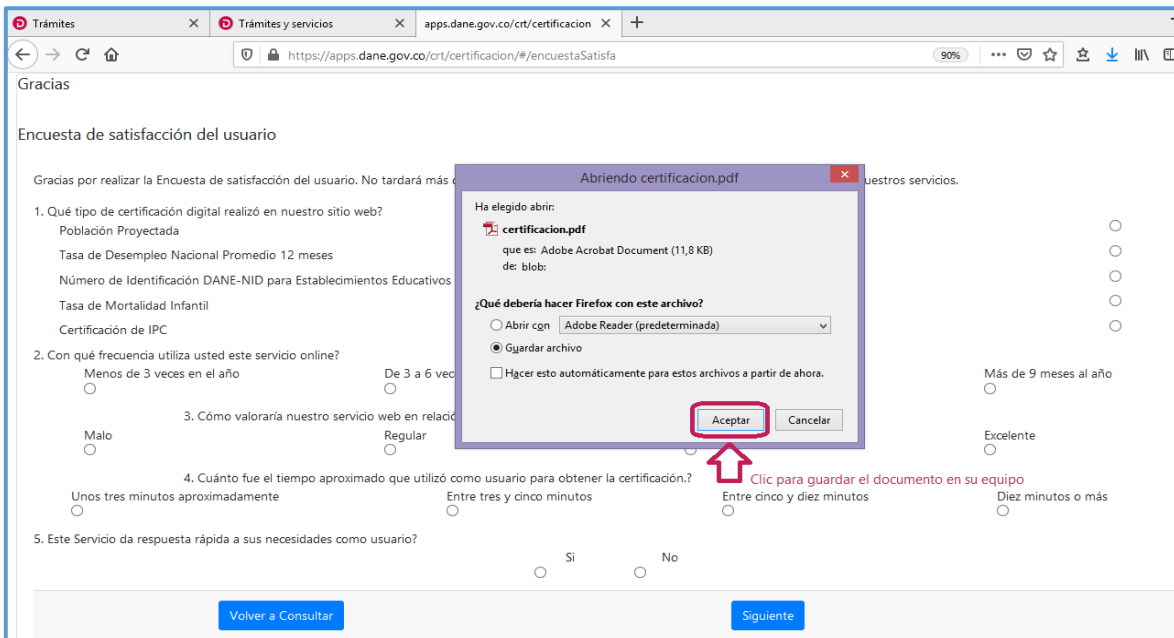 Trámites
Trámites y servicios
apps.dane.gov.co/crt/certificacion
https://apps.dane.gov.co/crt/certificacion/#/encuestaSatisfa
90%
Gracias
Encuesta de satisfacción del usuario
Gracias por realizar la Encuesta de satisfacción del usuario. No tardará más
servicios.
1. Qué tipo de certificación digital realizó en nuestro sitio web?
Población Proyectada
Tasa de Desempleo Nacional Promedio 12 meses
Número de Identificación DANE-NID para Establecimientos Educativos
Tasa de Mortalidad Infantil
Certificación de IPC
2. Con qué frecuencia utiliza usted este servicio online?
Menos de 3 veces en el año
De 3 a 6
Más de 9 meses al año
3. Cómo valoraría nuestro servicio web en
Malo
Regular
Excelente
4. Cuánto fue el tiempo aproximado que utilizó como usuario para obtener la certificación.?
Unos tres minutos aproximadamente
Entre tres y cinco minutos
Entre cinco y diez minutos
Diez minutos o más
5. Este Servicio da respuesta rápida a sus necesidades como usuario?
Si
No
Volver a Consultar
Siguiente
Abriendo certificacion.pdf
Ha elegido abrir:
certificacion.pdf
que es: Adobe Acrobat Document (11,8 KB)
de: blob:
¿Qué debería hacer Firefox con este archivo?
Abrir con
Adobe Reader (predeterminada)
Guardar archivo
Hacer esto automáticamente para estos archivos a partir de ahora.
Aceptar
Cancelar
Clic para guardar el documento en su equipo